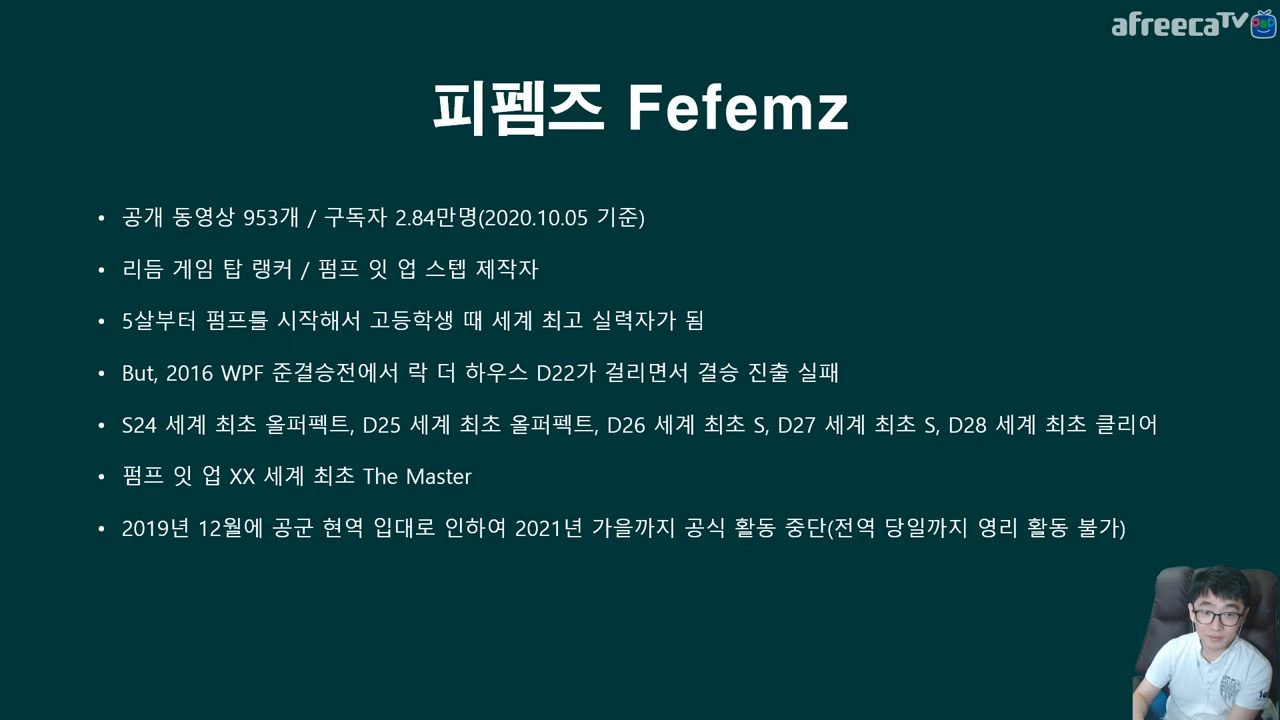 afreecaTV
피펨즈 Fefemz
• 공개 동영상 953개 / 구독자 2.84만명(2020.10.05 기준)
• 리듬 게임 탑 랭커 / 펌프 잇 업 스텝 제작자
• 5살부터 펌프를 시작해서 고등학생 때 세계 최고 실력자가 됨
• But, 2016 WPF 준결승전에서 락 더 하우스 D22가 걸리면서 결승 진출 실패
• S24 세계 최초 올퍼펙트, D25 세계 최초 올퍼펙트, D26 세계 최초 S, D27 세계 최초 S, D28 세계 최초 클리어
• 펌프 잇 업 XX 세계 최초 The Master
• 2019년 12월에 공군 현역 입대로 인하여 2021년 가을까지 공식 활동 중단(전역 당일까지 영리 활동 불가)